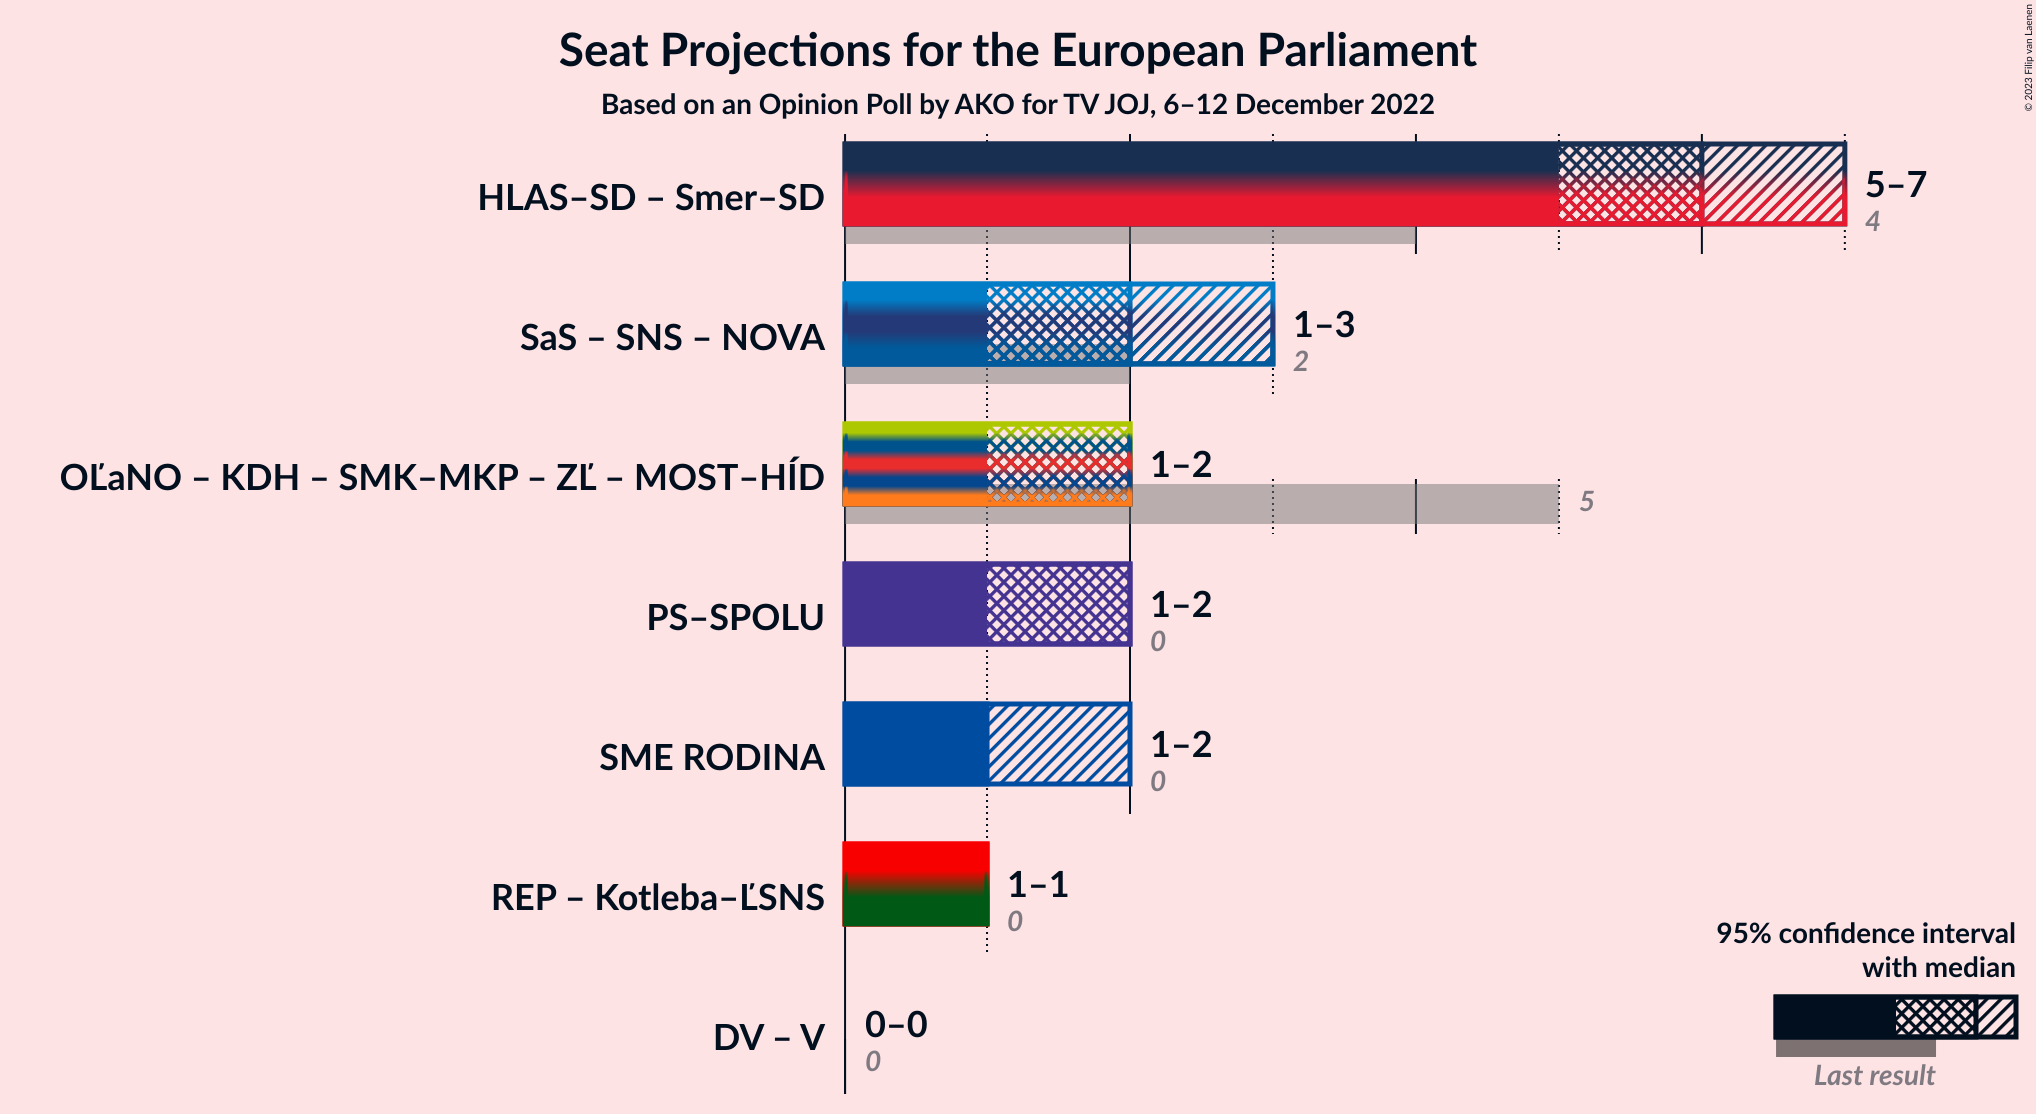 Seat Projections for the European Parliament
Based on an Opinion Poll by AKO for TV JOJ, 6–12 December 2022
© 2023 Filip van Laenen
HLAS–SD – Smer–SD
5–7
4
SaS – SNS – NOVA
1–3
2
OĽaNO – KDH – SMK–MKP – ZĽ – MOST–HÍD
1–2
5
PS–SPOLU
1–2
0
SME RODINA
1–2
0
REP – Kotleba–ĽSNS
1–1
0
DV – V
0–0
0
95% confidence interval
with median
Last result